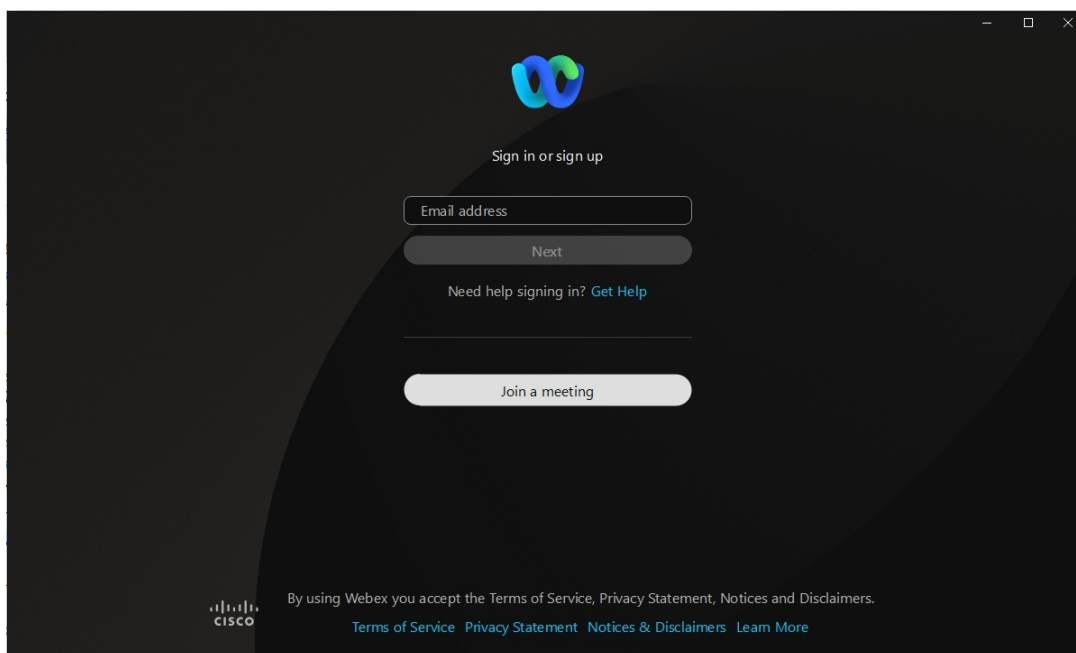 Sign in or sign up
Email address
Next
Need help signing in? Get Help
Join a meeting
By using Webex you accept the Terms of Service, Privacy Statement, Notices and Disclaimers.
CISCO
Terms of Service Privacy Statement Notices & Disclaimers Learn More